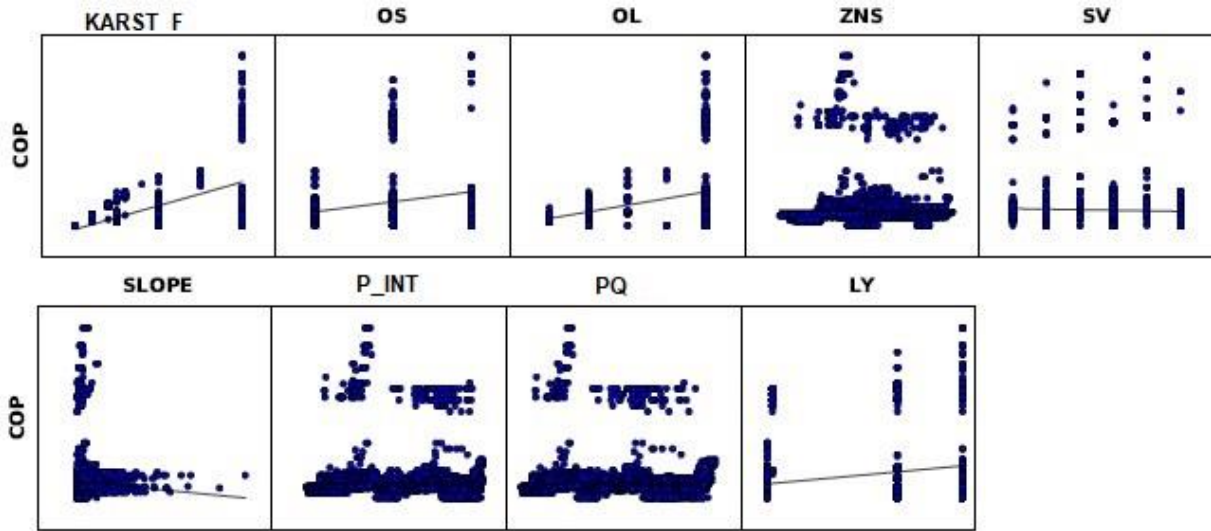 KARST_F OS OL ZNS SV
COP
SLOPE P_INT PQ LY
COP